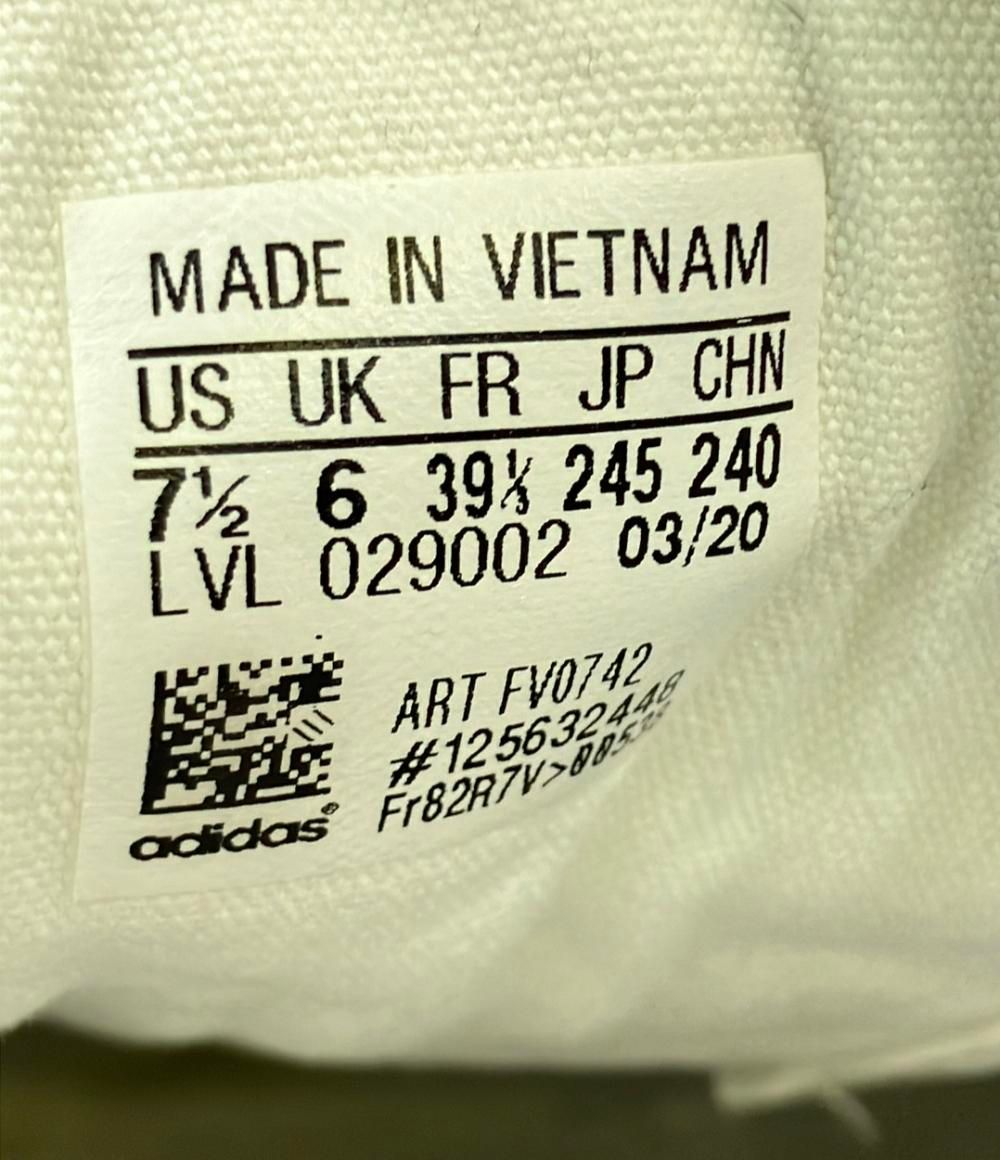 MADE IN VIETNAM
US UK FR JP CHN
7½ 6 39⅓ 245 240
LVL 029002 03/20
ART FV0742
#125632448
adidas®